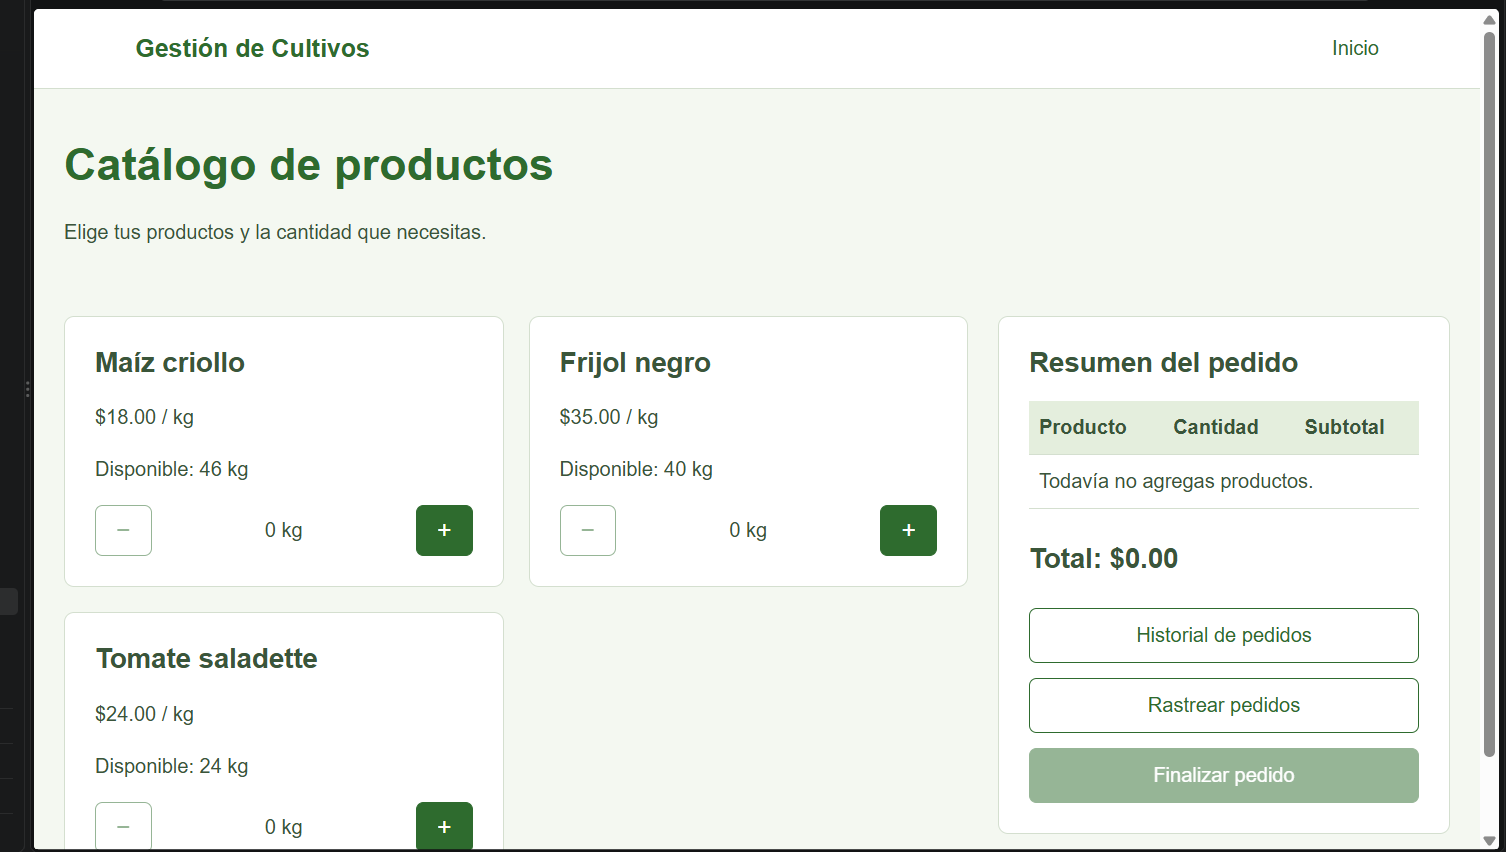 Gestión de Cultivos
Inicio
Catálogo de productos
Elige tus productos y la cantidad que necesitas.
Maíz criollo
$18.00 / kg
Disponible: 46 kg
− 0 kg +
Frijol negro
$35.00 / kg
Disponible: 40 kg
− 0 kg +
Tomate saladette
$24.00 / kg
Disponible: 24 kg
− 0 kg +
Resumen del pedido
Producto Cantidad Subtotal
Todavía no agregas productos.
Total: $0.00
Historial de pedidos
Rastrear pedidos
Finalizar pedido